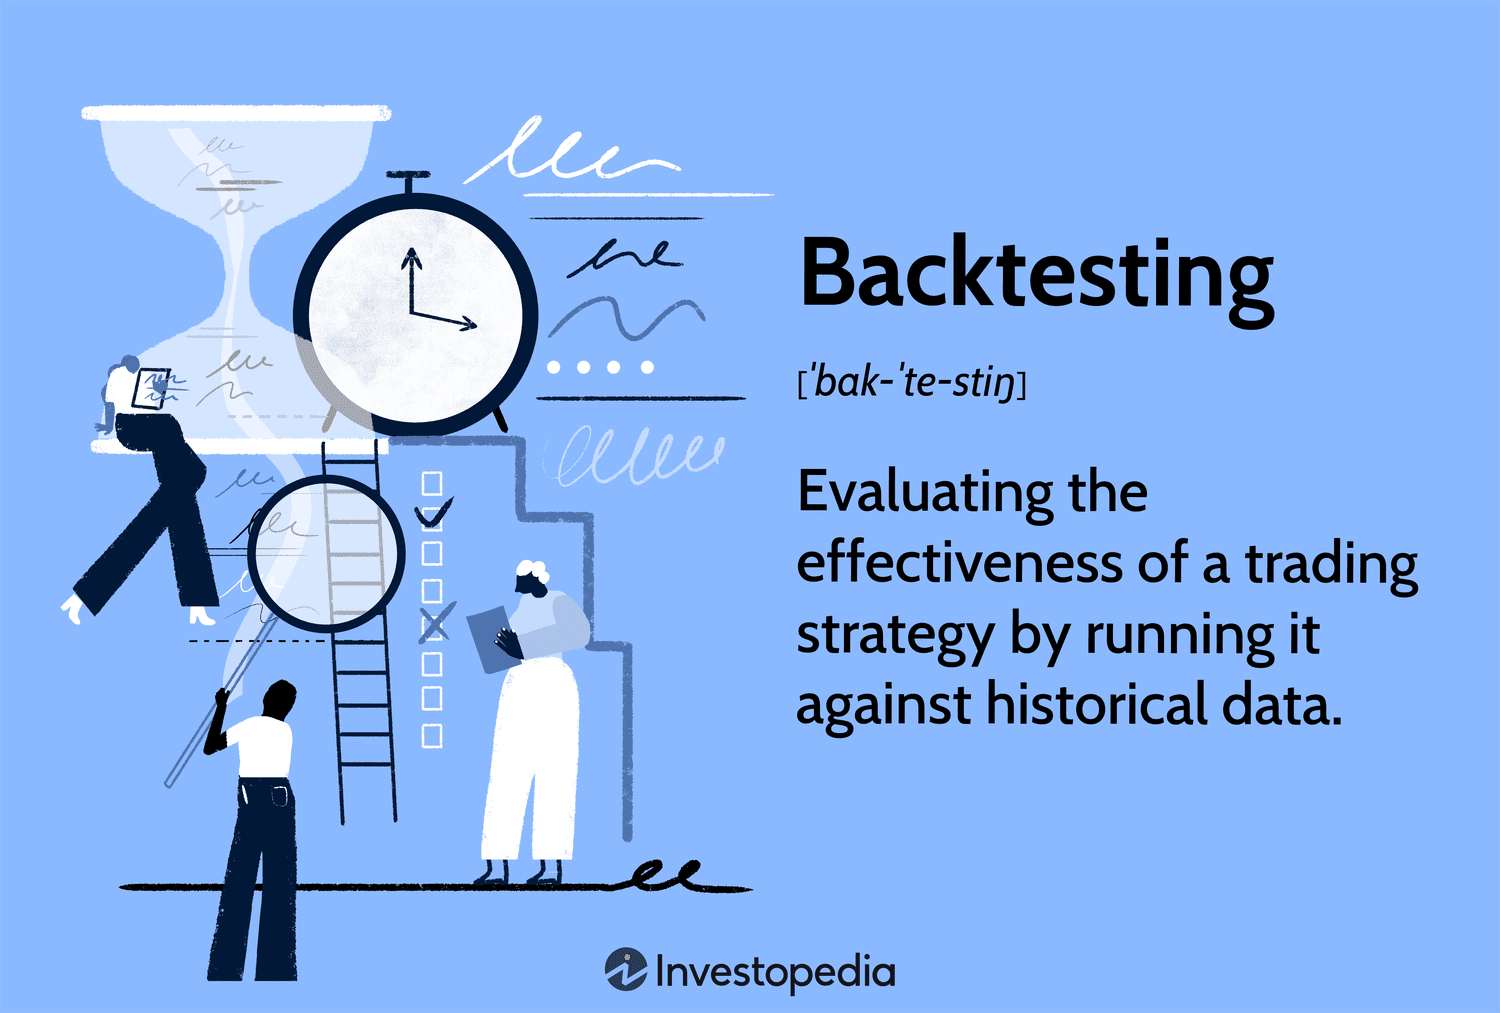 Backtesting
[ˈbak-ˈte-stiŋ]
Evaluating the
effectiveness of a trading
strategy by running it
against historical data.
Investopedia